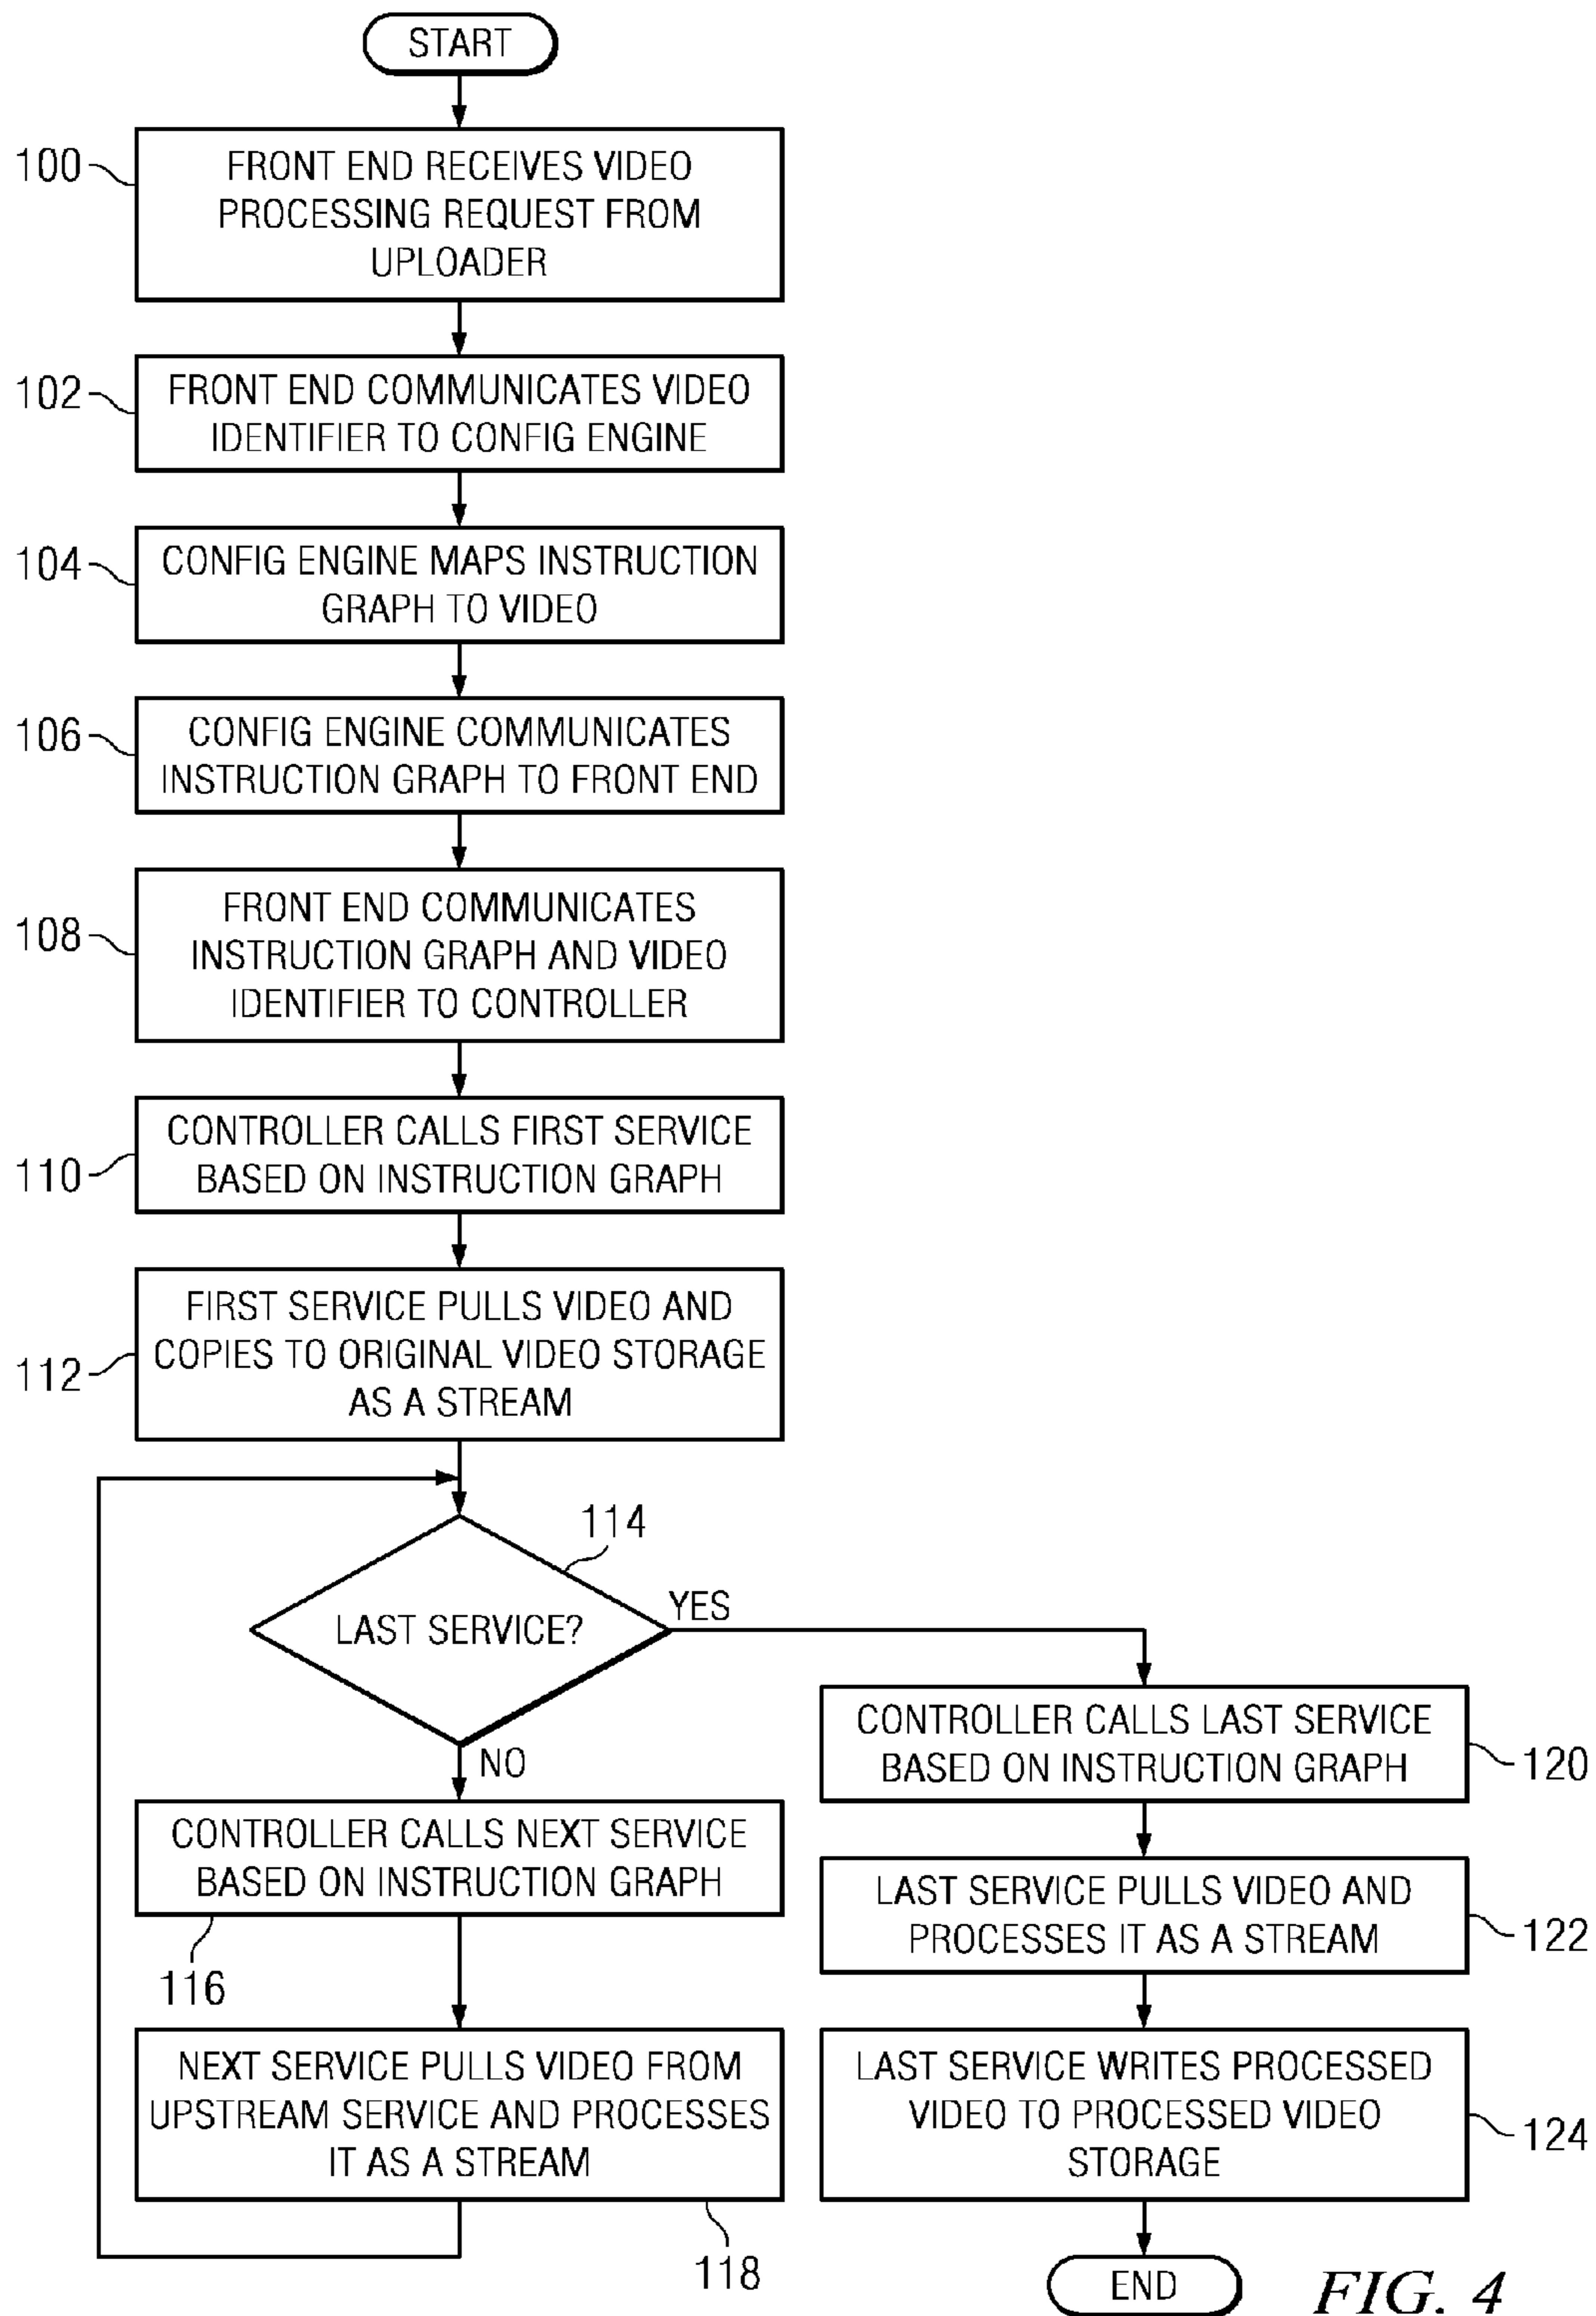 START
100
FRONT END RECEIVES VIDEO
PROCESSING REQUEST FROM
UPLOADER
102
FRONT END COMMUNICATES VIDEO
IDENTIFIER TO CONFIG ENGINE
104
CONFIG ENGINE MAPS INSTRUCTION
GRAPH TO VIDEO
106
CONFIG ENGINE COMMUNICATES
INSTRUCTION GRAPH TO FRONT END
108
FRONT END COMMUNICATES
INSTRUCTION GRAPH AND VIDEO
IDENTIFIER TO CONTROLLER
110
CONTROLLER CALLS FIRST SERVICE
BASED ON INSTRUCTION GRAPH
112
FIRST SERVICE PULLS VIDEO AND
COPIES TO ORIGINAL VIDEO STORAGE
AS A STREAM
114
LAST SERVICE?
YES
NO
CONTROLLER CALLS NEXT SERVICE
BASED ON INSTRUCTION GRAPH
116
NEXT SERVICE PULLS VIDEO FROM
UPSTREAM SERVICE AND PROCESSES
IT AS A STREAM
118
CONTROLLER CALLS LAST SERVICE
BASED ON INSTRUCTION GRAPH
120
LAST SERVICE PULLS VIDEO AND
PROCESSES IT AS A STREAM
122
LAST SERVICE WRITES PROCESSED
VIDEO TO PROCESSED VIDEO
STORAGE
124
END
FIG. 4